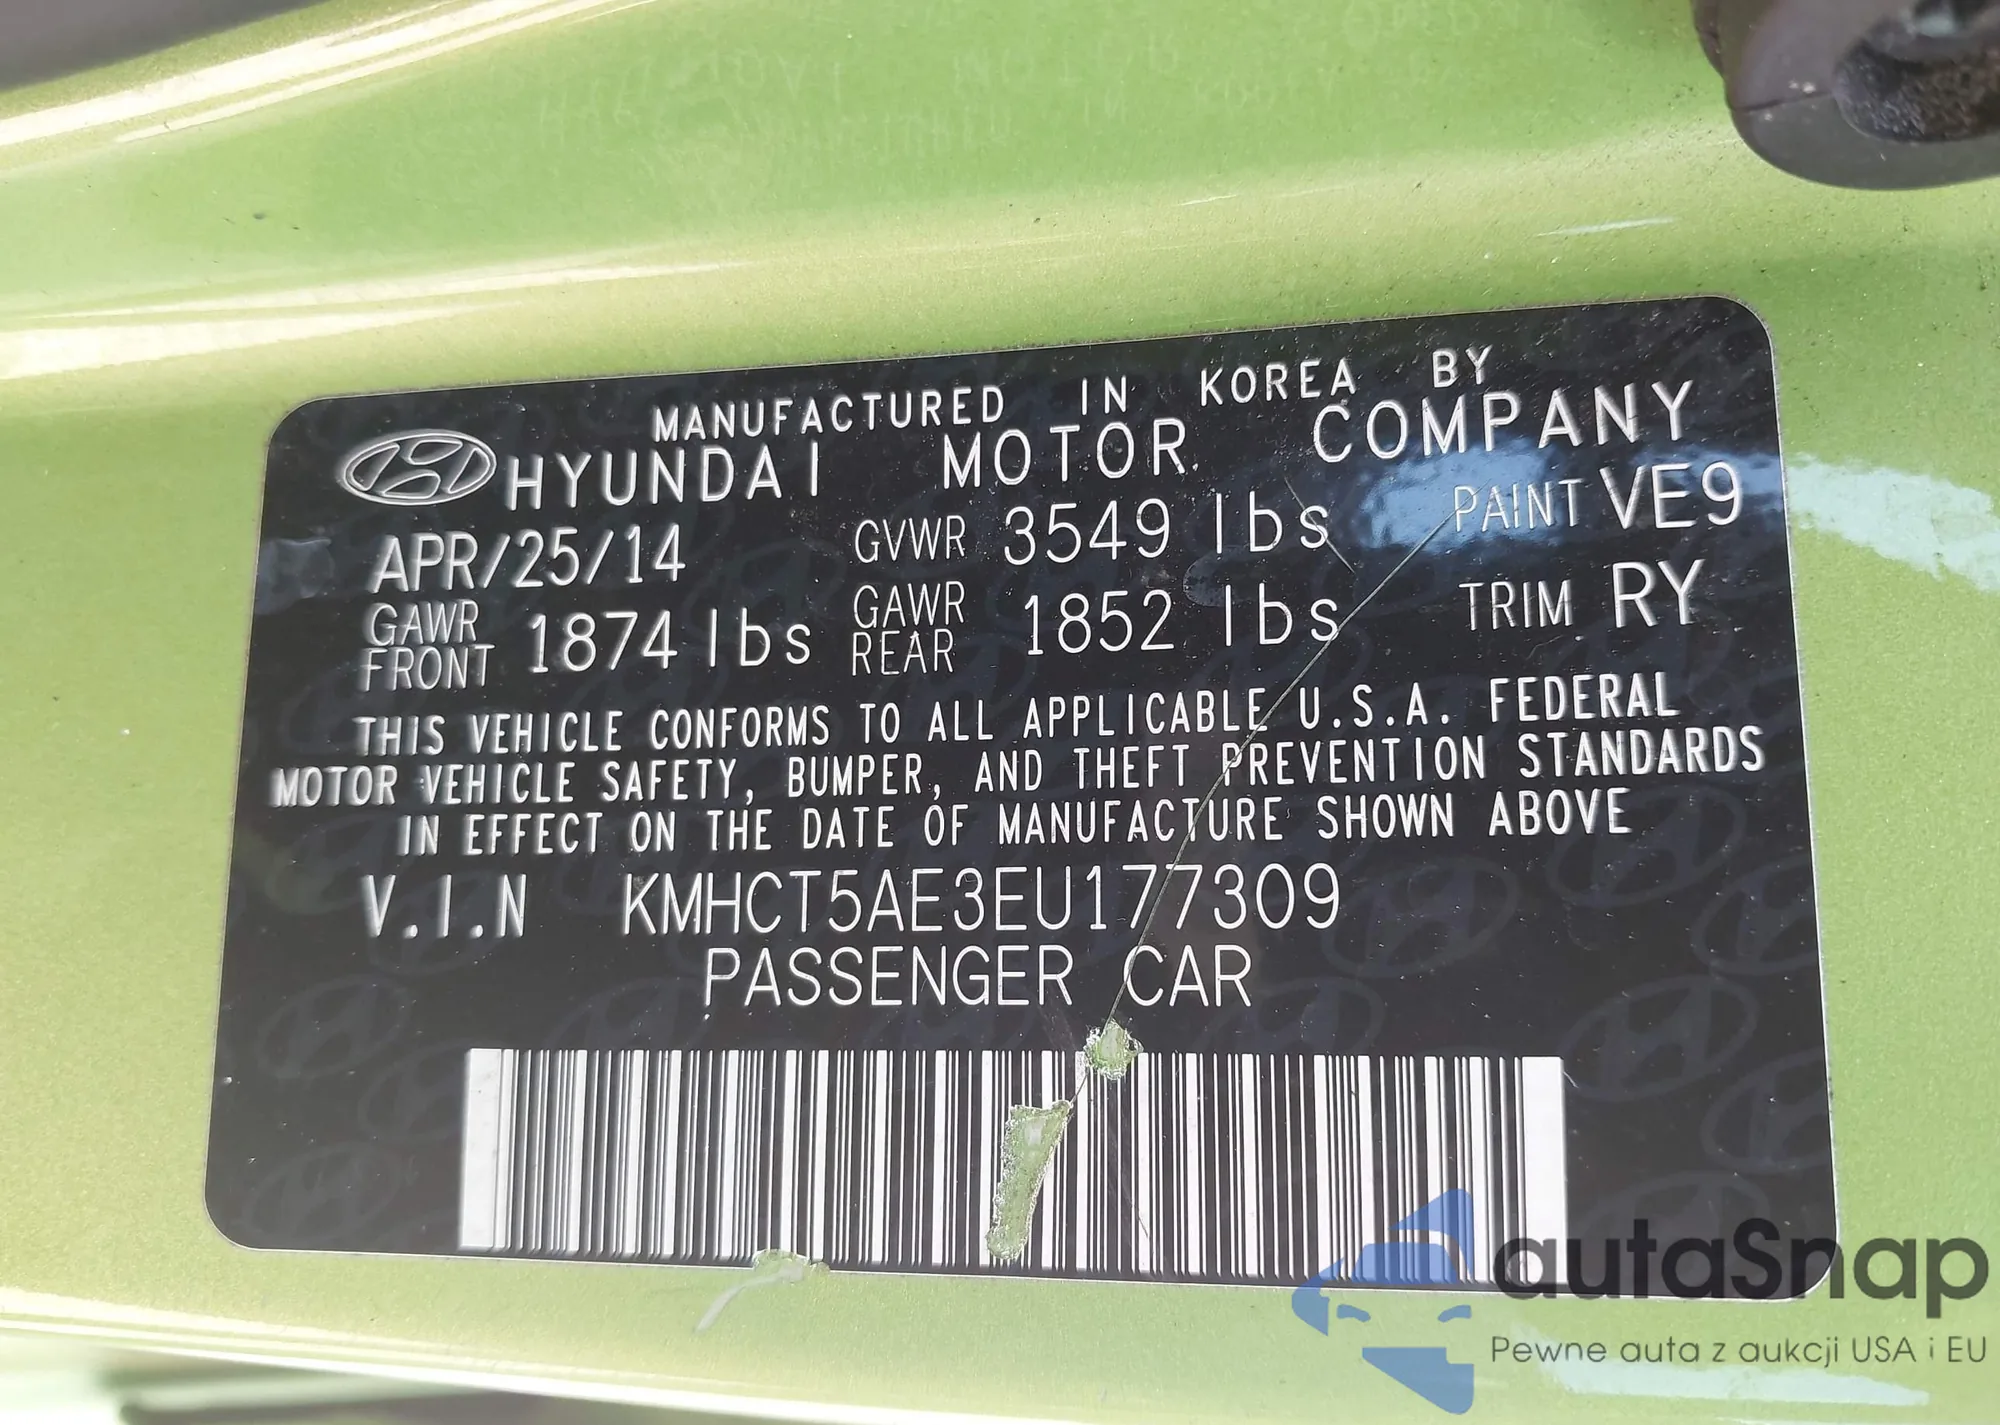 MANUFACTURED IN KOREA BY
HYUNDAI MOTOR COMPANY
APR/25/14 GVWR 3549 lbs PAINT VE9
GAWR FRONT 1874 lbs GAWR REAR 1852 lbs TRIM RY
THIS VEHICLE CONFORMS TO ALL APPLICABLE U.S.A. FEDERAL
MOTOR VEHICLE SAFETY, BUMPER, AND THEFT PREVENTION STANDARDS
IN EFFECT ON THE DATE OF MANUFACTURE SHOWN ABOVE
V.I.N KMHCT5AE3EU177309
PASSENGER CAR
autaSnap
Pewne auta z aukcji USA i EU